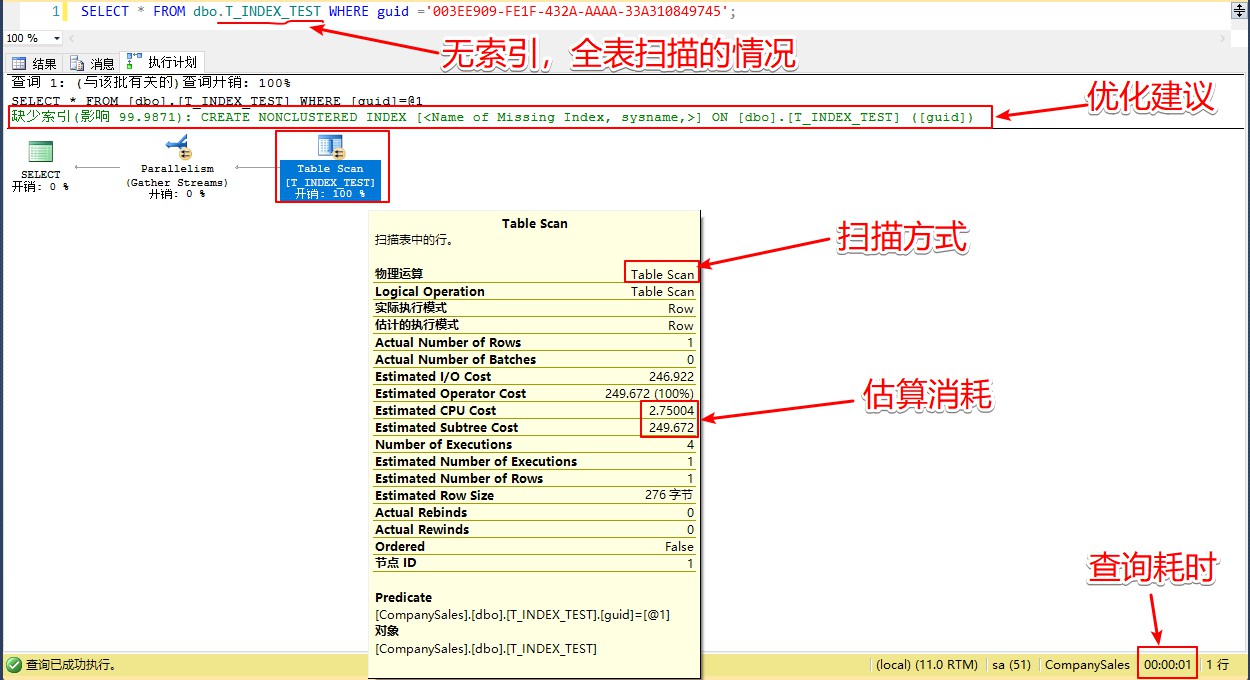 1 SELECT * FROM dbo.T_INDEX_TEST WHERE guid ='003EE909-FE1F-432A-AAAA-33A310849745';
100 %
无索引，全表扫描的情况
结果 消息 执行计划
查询 1: (与该批有关的)查询开销: 100%
SELECT * FROM [dbo].[T_INDEX_TEST] WHERE [guid]=@1
优化建议
缺少索引(影响 99.9871): CREATE NONCLUSTERED INDEX [<Name of Missing Index, sysname,>] ON [dbo].[T_INDEX_TEST] ([guid])
SELECT
开销: 0 %
Parallelism
(Gather Streams)
开销: 0 %
Table Scan
[T_INDEX_TEST]
开销: 100 %
Table Scan
扫描表中的行。
扫描方式
物理运算 Table Scan
Logical Operation Table Scan
实际执行模式 Row
估计的执行模式 Row
Actual Number of Rows 1
Actual Number of Batches 0
Estimated I/O Cost 246.922
Estimated Operator Cost 249.672 (100%)
估算消耗
Estimated CPU Cost 2.75004
Estimated Subtree Cost 249.672
Number of Executions 4
Estimated Number of Executions 1
Estimated Number of Rows 1
Estimated Row Size 276 字节
Actual Rebinds 0
Actual Rewinds 0
Ordered False
节点 ID 1
Predicate
[CompanySales].[dbo].[T_INDEX_TEST].[guid]=[@1]
对象
[CompanySales].[dbo].[T_INDEX_TEST]
查询耗时
查询已成功执行。 (local) (11.0 RTM) sa (51) CompanySales 00:00:01 1 行